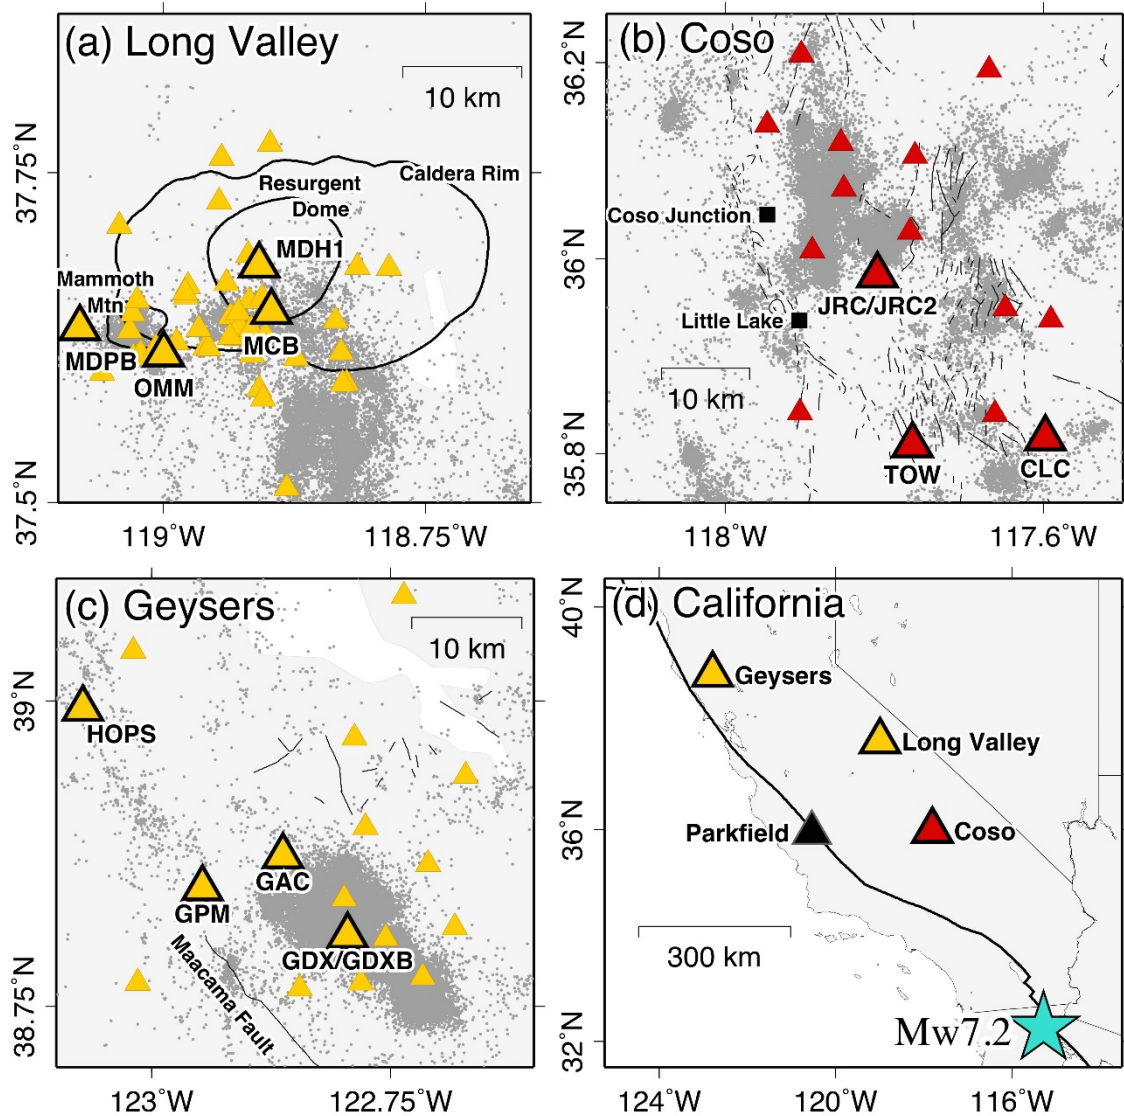 (a) Long Valley
10 km
37.75˚N
Caldera Rim
Resurgent
Dome
MDH1
Mammoth
Mtn
MDPB
OMM
MCB
37.5˚N
119˚W
118.75˚W
(b) Coso
36.2˚N
Coso Junction
36˚N
JRC/JRC2
Little Lake
10 km
35.8˚N
TOW
CLC
118˚W
117.6˚W
(c) Geysers
10 km
39˚N
HOPS
GAC
GPM
GDX/GDXB
Maacama Fault
38.75˚N
123˚W
122.75˚W
(d) California
40˚N
Geysers
Long Valley
Parkfield
Coso
36˚N
300 km
Mw7.2
32˚N
124˚W
120˚W
116˚W